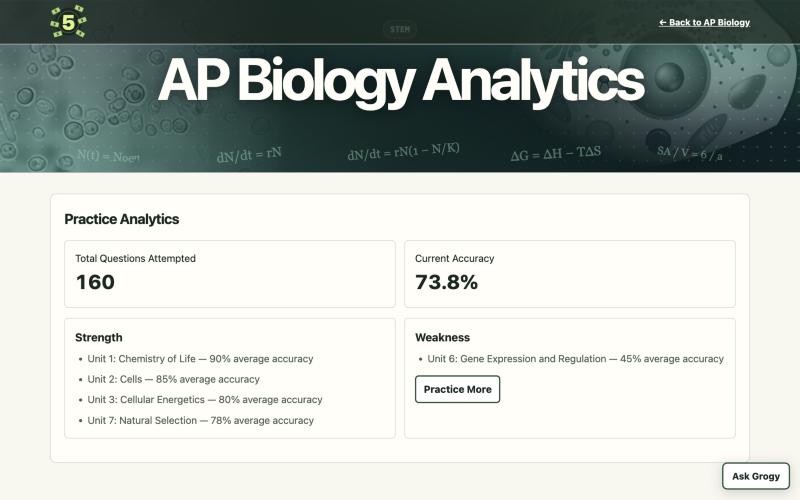 5
STEM
← Back to AP Biology
AP Biology Analytics
dN/dt = rN
dN/dt = rN(1 − N/K)
ΔG = ΔH − TΔS
SA / V = 6 / a
Practice Analytics
Total Questions Attempted
160
Current Accuracy
73.8%
Strength
• Unit 1: Chemistry of Life — 90% average accuracy
• Unit 2: Cells — 85% average accuracy
• Unit 3: Cellular Energetics — 80% average accuracy
• Unit 7: Natural Selection — 78% average accuracy
Weakness
• Unit 6: Gene Expression and Regulation — 45% average accuracy
Practice More
Ask Grogy